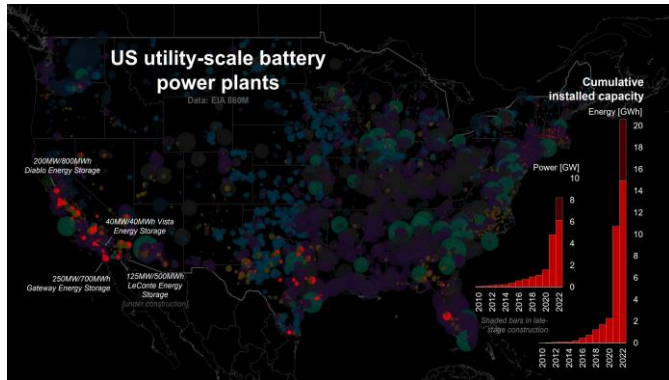 US utility-scale battery
power plants
Data: EIA 860M
Cumulative
installed capacity
Energy [GWh]
20
18
16
14
12
10
8
6
4
2
0
2010
2012
2014
2016
2018
2020
2022
Power [GW]
10
8
6
4
2
0
2010
2012
2014
2016
2018
2020
2022
Shaded bars in late-
stage construction
200MW/800MWh
Diablo Energy Storage
40MW/40MWh Vista
Energy Storage
250MW/700MWh
Gateway Energy Storage
125MW/500MWh
LeConte Energy
Storage
[under construction]